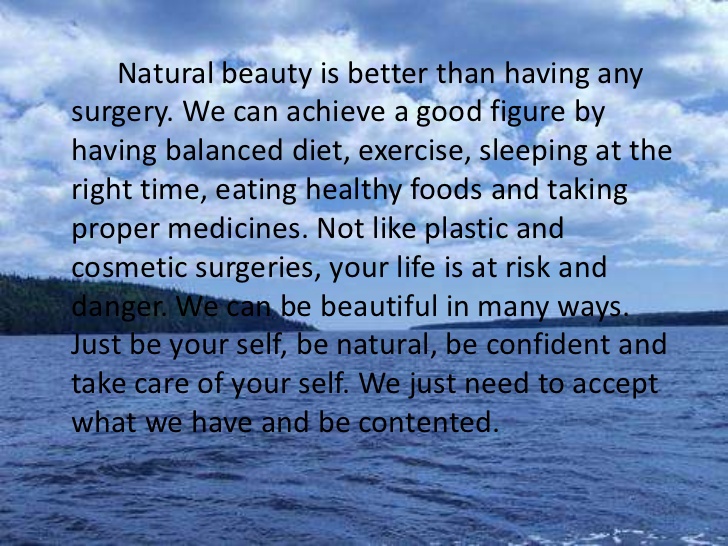 Natural beauty is better than having any
surgery. We can achieve a good figure by
having balanced diet, exercise, sleeping at the
right time, eating healthy foods and taking
proper medicines. Not like plastic and
cosmetic surgeries, your life is at risk and
danger. We can be beautiful in many ways.
Just be your self, be natural, be confident and
take care of your self. We just need to accept
what we have and be contented.